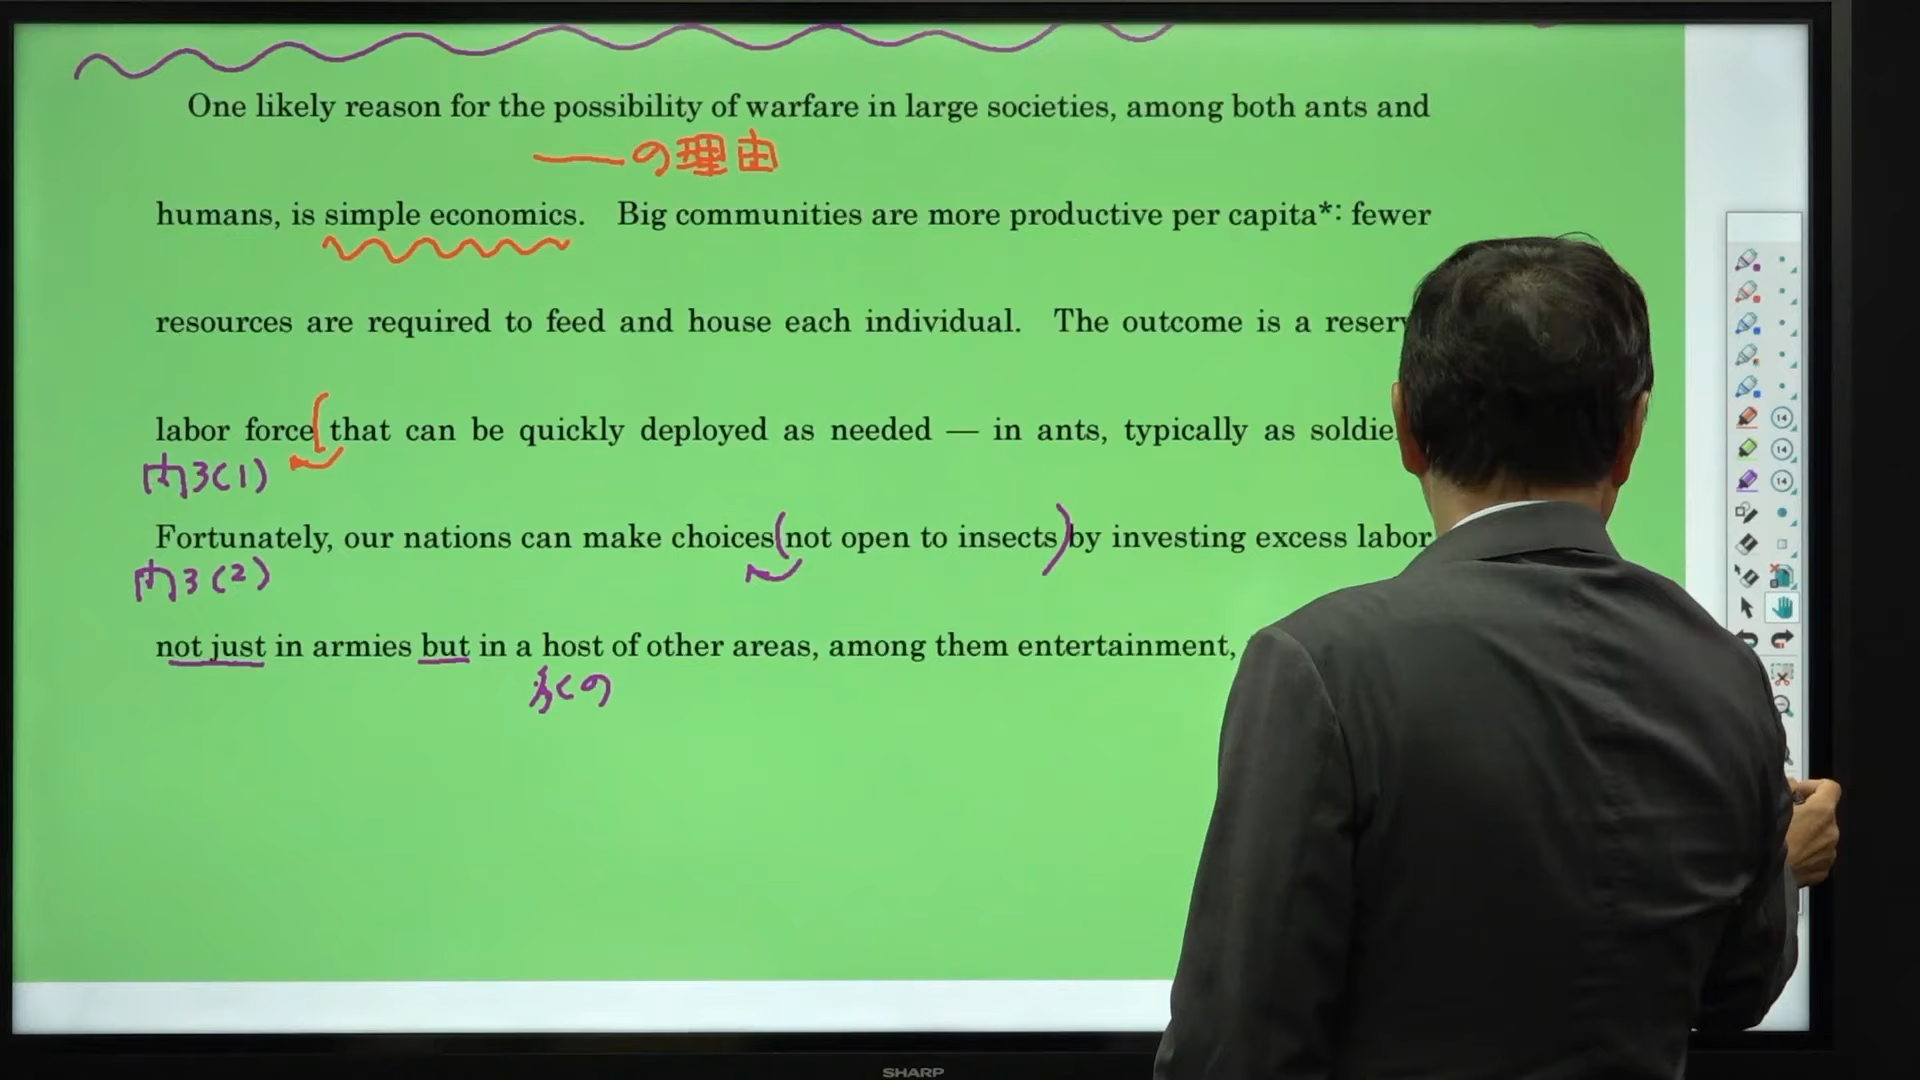 One likely reason for the possibility of warfare in large societies, among both ants and
の理由
humans, is simple economics. Big communities are more productive per capita*: fewer
resources are required to feed and house each individual. The outcome is a
labor force that can be quickly deployed as needed — in ants, typically as
内3(1)
Fortunately, our nations can make choices (not open to insects) by investing excess labor
内3(2)
not just in armies but in a host of other areas, among them entertainment,
多くの
14
14
14
SHARP